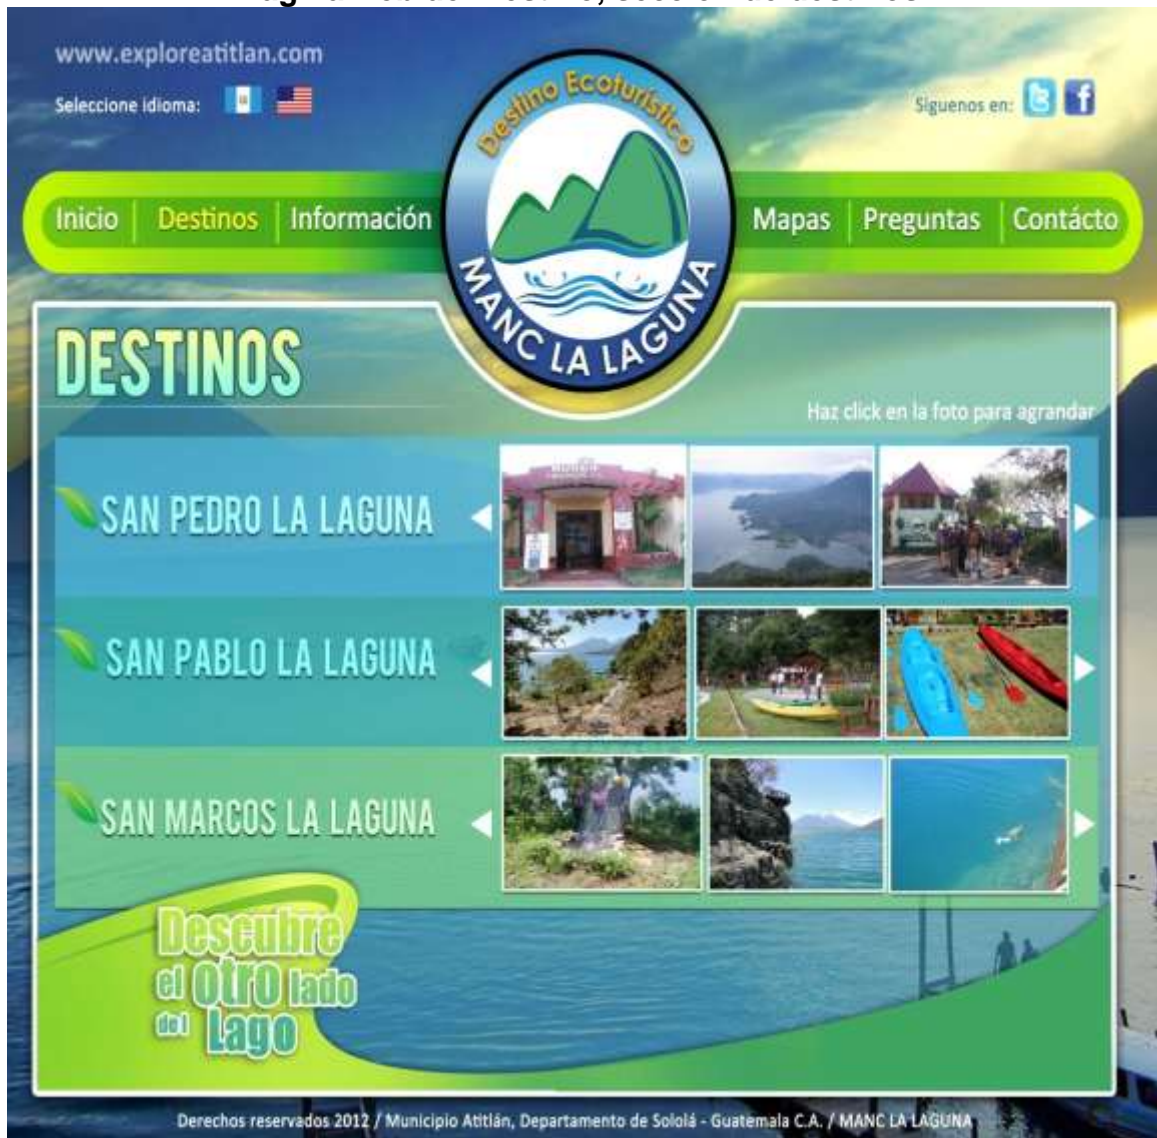 www.exploreatitlan.com
Seleccione idioma:
Siguenos en:
Destino Ecoturístico
MANC LA LAGUNA
Inicio Destinos Información Mapas Preguntas Contácto
DESTINOS
Haz click en la foto para agrandar
SAN PEDRO LA LAGUNA
SAN PABLO LA LAGUNA
SAN MARCOS LA LAGUNA
Descubre
el otro lado
del Lago
Derechos reservados 2012 / Municipio Atitlán, Departamento de Sololá - Guatemala C.A. / MANC LA LAGUNA